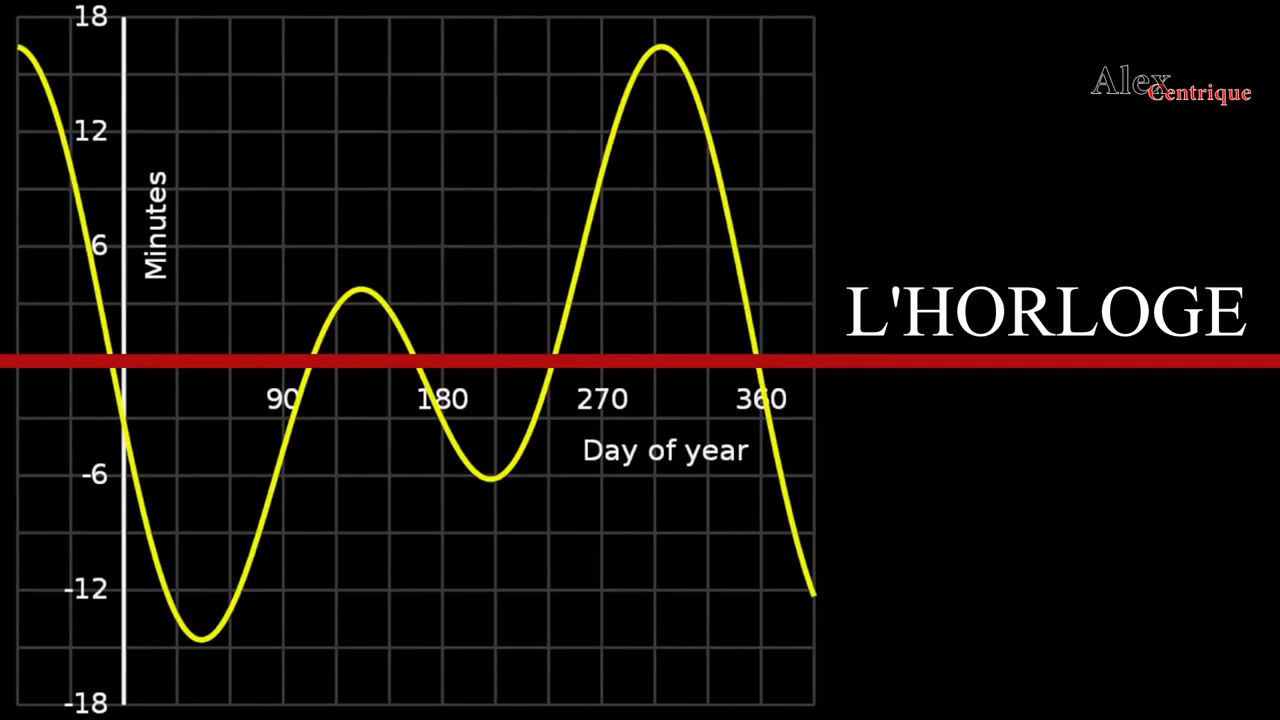 18
12
6
-6
-12
-18
Minutes
90
180
270
360
Day of year
Alex
Centrique
L'HORLOGE